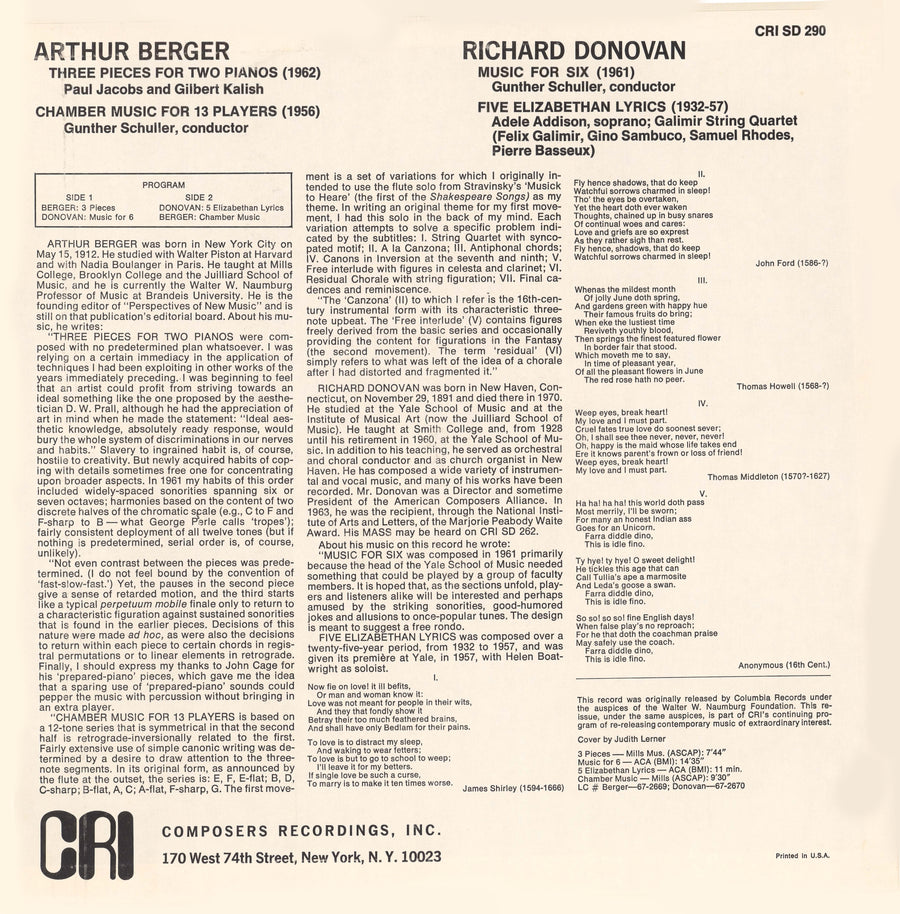 CRI SD 290
ARTHUR BERGER
THREE PIECES FOR TWO PIANOS (1962)
Paul Jacobs and Gilbert Kalish
CHAMBER MUSIC FOR 13 PLAYERS (1956)
Gunther Schuller, conductor
RICHARD DONOVAN
MUSIC FOR SIX (1961)
Gunther Schuller, conductor
FIVE ELIZABETHAN LYRICS (1932-57)
Adele Addison, soprano; Galimir String Quartet
(Felix Galimir, Gino Sambuco, Samuel Rhodes,
Pierre Basseux)
PROGRAM
SIDE 1
BERGER: 3 Pieces
DONOVAN: Music for 6
SIDE 2
DONOVAN: 5 Elizabethan Lyrics
BERGER: Chamber Music
ARTHUR BERGER was born in New York City on
May 15, 1912. He studied with Walter Piston at Harvard
and with Nadia Boulanger in Paris. He taught at Mills
College, Brooklyn College and the Juilliard School of
Music, and he is currently the Walter W. Naumburg
Professor of Music at Brandeis University. He is the
founding editor of "Perspectives of New Music" and is
still on that publication's editorial board. About his mu-
sic, he writes:
"THREE PIECES FOR TWO PIANOS were com-
posed with no predetermined plan whatsoever. I was
relying on a certain immediacy in the application of
techniques I had been exploiting in other works of the
years immediately preceding. I was beginning to feel
that an artist could profit from striving towards an
ideal something like the one proposed by the aesthe-
tician D. W. Prall, although he had the appreciation of
art in mind when he made the statement: "Ideal aes-
thetic knowledge, absolutely ready response, would
bury the whole system of discriminations in our nerves
and habits." Slavery to ingrained habit is, of course,
hostile to creativity. But newly acquired habits of cop-
ing with details sometimes free one for concentrating
upon broader aspects. In 1961 my habits of this order
included widely-spaced sonorities spanning six or
seven octaves; harmonies based on the content of two
discrete halves of the chromatic scale (e.g., C to F and
F-sharp to B — what George Perle calls 'tropes');
fairly consistent deployment of all twelve tones (but if
nothing is predetermined, serial order is, of course,
unlikely).
"Not even contrast between the pieces was prede-
termined. (I do not feel bound by the convention of
'fast-slow-fast.') Yet, the pauses in the second piece
give a sense of retarded motion, and the third starts
like a typical perpetuum mobile finale only to return to
a characteristic figuration against sustained sonorities
that is found in the earlier pieces. Decisions of this
nature were made ad hoc, as were also the decisions
to return within each piece to certain chords in regis-
tral permutations or to linear elements in retrograde.
Finally, I should express my thanks to John Cage for
his 'prepared-piano' pieces, which gave me the idea
that a sparing use of 'prepared-piano' sounds could
pepper the music with percussion without bringing in
an extra player.
"CHAMBER MUSIC FOR 13 PLAYERS is based on
a 12-tone series that is symmetrical in that the second
half is retrograde-inversionally related to the first.
Fairly extensive use of simple canonic writing was de-
termined by a desire to draw attention to the three-
note segments. In its original form, as announced by
the flute at the outset, the series is: E, F, E-flat; B, D,
C-sharp; B-flat, A, C; A-flat, F-sharp, G. The first move-
ment is a set of variations for which I originally in-
tended to use the flute solo from Stravinsky's 'Musick
to Heare' (the first of the Shakespeare Songs) as my
theme. In writing an original theme for my first move-
ment, I had this solo in the back of my mind. Each
variation attempts to solve a specific problem indi-
cated by the subtitles: I. String Quartet with synco-
pated motif; II. A la Canzona; III. Antiphonal chords;
IV. Canons in Inversion at the seventh and ninth; V.
Free interlude with figures in celesta and clarinet; VI.
Residual Chorale with string figuration; VII. Final ca-
dences and reminiscence.
"The 'Canzona' (II) to which I refer is the 16th-cen-
tury instrumental form with its characteristic three-
note upbeat. The 'Free interlude' (V) contains figures
freely derived from the basic series and occasionally
providing the content for figurations in the Fantasy
(the second movement). The term 'residual' (VI)
simply refers to what was left of the idea of a chorale
after I had distorted and fragmented it."
RICHARD DONOVAN was born in New Haven, Con-
necticut, on November 29, 1891 and died there in 1970.
He studied at the Yale School of Music and at the
Institute of Musical Art (now the Juilliard School of
Music). He taught at Smith College and, from 1928
until his retirement in 1960, at the Yale School of Mu-
sic. In addition to his teaching, he served as orchestral
and choral conductor and as church organist in New
Haven. He has composed a wide variety of instrumen-
tal and vocal music, and many of his works have been
recorded. Mr. Donovan was a Director and sometime
President of the American Composers Alliance. In
1963, he was the recipient, through the National Insti-
tute of Arts and Letters, of the Marjorie Peabody Waite
Award. His MASS may be heard on CRI SD 262.
About his music on this record he wrote:
"MUSIC FOR SIX was composed in 1961 primarily
because the head of the Yale School of Music needed
something that could be played by a group of faculty
members. It is hoped that, as the sections unfold, play-
ers and listeners alike will be interested and perhaps
amused by the striking sonorities, good-humored
jokes and allusions to once-popular tunes. The design
is meant to suggest a free rondo.
FIVE ELIZABETHAN LYRICS was composed over a
twenty-five-year period, from 1932 to 1957, and was
given its première at Yale, in 1957, with Helen Boat-
wright as soloist.
I.
Now fie on love! it ill befits,
Or man and woman know it:
Love was not meant for people in their wits,
And they that fondly show it
Betray their too much feathered brains,
And shall have only Bedlam for their pains.
To love is to distract my sleep,
And waking to wear fetters;
To love is but to go to school to weep;
I'll leave it for my betters.
If single love be such a curse,
To marry is to make it ten times worse.
James Shirley (1594-1666)
II.
Fly hence shadows, that do keep
Watchful sorrows charmed in sleep!
Tho' the eyes be overtaken,
Yet the heart doth ever waken
Thoughts, chained up in busy snares
Of continual woes and cares:
Love and griefs are so exprest
As they rather sigh than rest.
Fly hence, shadows, that do keep
Watchful sorrows charmed in sleep!
John Ford (1586-?)
III.
Whenas the mildest month
Of jolly June doth spring,
And gardens green with happy hue
Their famous fruits do bring;
When eke the lustiest time
Reviveth youthly blood,
Then springs the finest featured flower
In border fair that stood.
Which moveth me to say,
In time of pleasant year,
Of all the pleasant flowers in June
The red rose hath no peer.
Thomas Howell (1568-?)
IV.
Weep eyes, break heart!
My love and I must part.
Cruel fates true love do soonest sever;
Oh, I shall see thee never, never, never!
Oh, happy is the maid whose life takes end
Ere it knows parent's frown or loss of friend!
Weep eyes, break heart!
My love and I must part.
Thomas Middleton (1570?-1627)
V.
Ha ha! ha ha! this world doth pass
Most merrily, I'll be sworn;
For many an honest Indian ass
Goes for an Unicorn.
Farra diddle dino,
This is idle fino.
Ty hye! ty hye! O sweet delight!
He tickles this age that can
Call Tullia's ape a marmosite
And Leda's goose a swan.
Farra diddle dino,
This is idle fino.
So so! so so! fine English days!
When false play's no reproach;
For he that doth the coachman praise
May safely use the coach.
Farra diddle dino,
This is idle fino.
Anonymous (16th Cent.)
This record was originally released by Columbia Records under
the auspices of the Walter W. Naumburg Foundation. This re-
issue, under the same auspices, is part of CRI's continuing pro-
gram of re-releasing contemporary music of extraordinary interest.
Cover by Judith Lerner
3 Pieces — Mills Mus. (ASCAP): 7'44"
Music for 6 — ACA (BMI): 14'35"
5 Elizabethan Lyrics — ACA (BMI): 11 min.
Chamber Music — Mills (ASCAP): 9'30"
LC # Berger—67-2669; Donovan—67-2670
CRI
COMPOSERS RECORDINGS, INC.
170 West 74th Street, New York, N.Y. 10023
Printed in U.S.A.